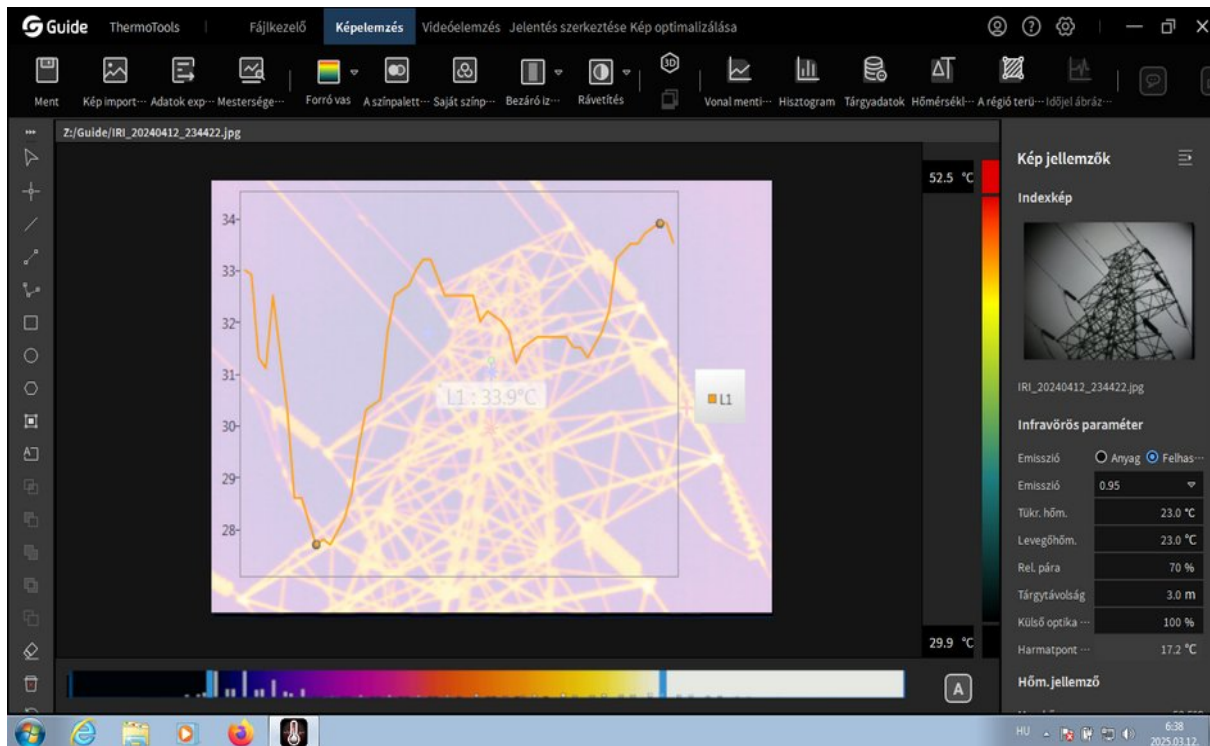 Guide ThermoTools Fájlkezelő Képelemzés Videóelemzés Jelentés szerkeztése Kép optimalizálása
3D
Ment Kép import··· Adatok exp··· Mestersége··· Forró vas A színpalett··· Saját színp··· Bezáró iz··· Rávetítés Vonal menti··· Hisztogram Tárgyadatok Hőmérsékl··· A régió terü··· Időjel ábráz···
Z:/Guide/IRI_20240412_234422.jpg
52.5 °C
34
33
32
31
30
29
28
L1 : 33.9°C
L1
29.9 °C
A
Kép jellemzők
Indexkép
IRI_20240412_234422.jpg
Infravörös paraméter
Emisszió Anyag Felhas···
Emisszió 0.95
Tükr. hőm. 23.0 °C
Levegőhőm. 23.0 °C
Rel. pára 70 %
Tárgytávolság 3.0 m
Külső optika ··· 100 %
Harmatpont ··· 17.2 °C
Hőm. jellemző
HU 6:38
2025.03.12.